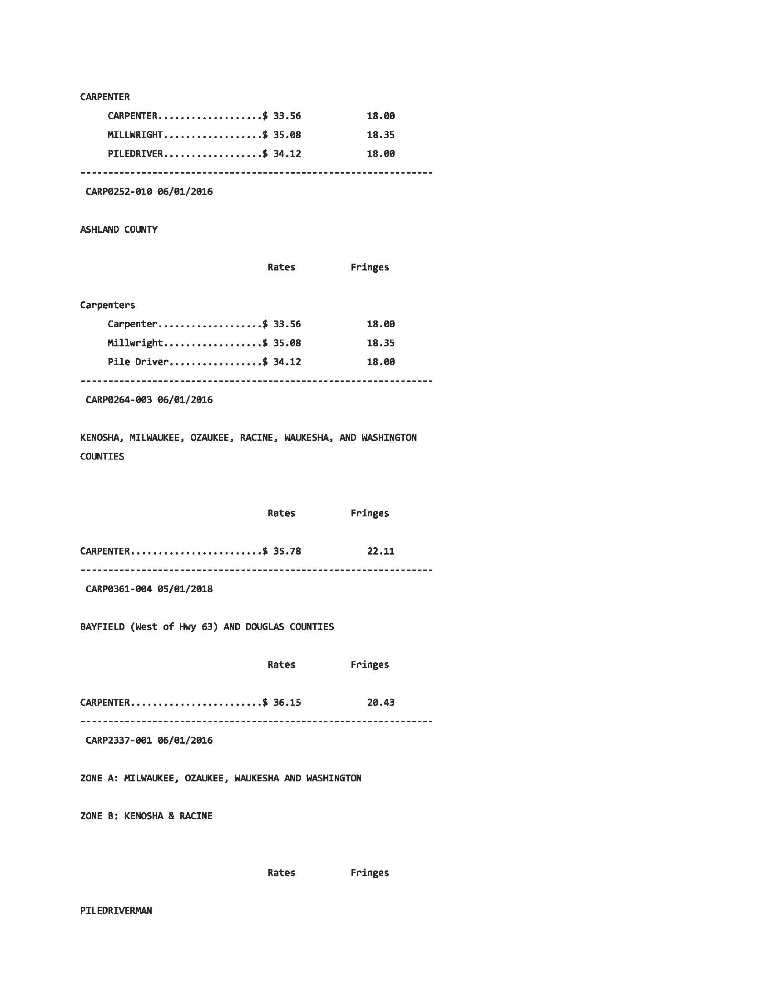 CARPENTER
CARPENTER...................$ 33.56 18.00
MILLWRIGHT..................$ 35.08 18.35
PILEDRIVER..................$ 34.12 18.00
----------------------------------------------------------------
CARP0252-010 06/01/2016
ASHLAND COUNTY
Rates Fringes
Carpenters
Carpenter...................$ 33.56 18.00
Millwright..................$ 35.08 18.35
Pile Driver.................$ 34.12 18.00
----------------------------------------------------------------
CARP0264-003 06/01/2016
KENOSHA, MILWAUKEE, OZAUKEE, RACINE, WAUKESHA, AND WASHINGTON
COUNTIES
Rates Fringes
CARPENTER........................$ 35.78 22.11
----------------------------------------------------------------
CARP0361-004 05/01/2018
BAYFIELD (West of Hwy 63) AND DOUGLAS COUNTIES
Rates Fringes
CARPENTER........................$ 36.15 20.43
----------------------------------------------------------------
CARP2337-001 06/01/2016
ZONE A: MILWAUKEE, OZAUKEE, WAUKESHA AND WASHINGTON
ZONE B: KENOSHA & RACINE
Rates Fringes
PILEDRIVERMAN